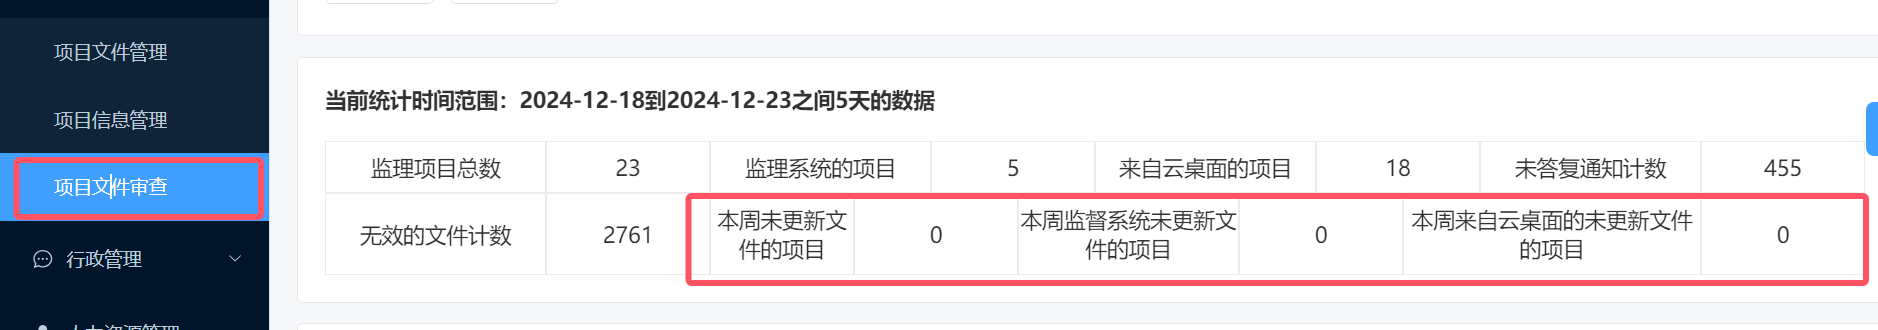 项目文件管理
项目信息管理
项目文件审查
行政管理
人力资源管理
当前统计时间范围：2024-12-18到2024-12-23之间5天的数据
监理项目总数 23 监理系统的项目 5 来自云桌面的项目 18 未答复通知计数 455
无效的文件计数 2761 本周未更新文
件的项目 0 本周监督系统未更新文
件的项目 0 本周来自云桌面的未更新文件
的项目 0